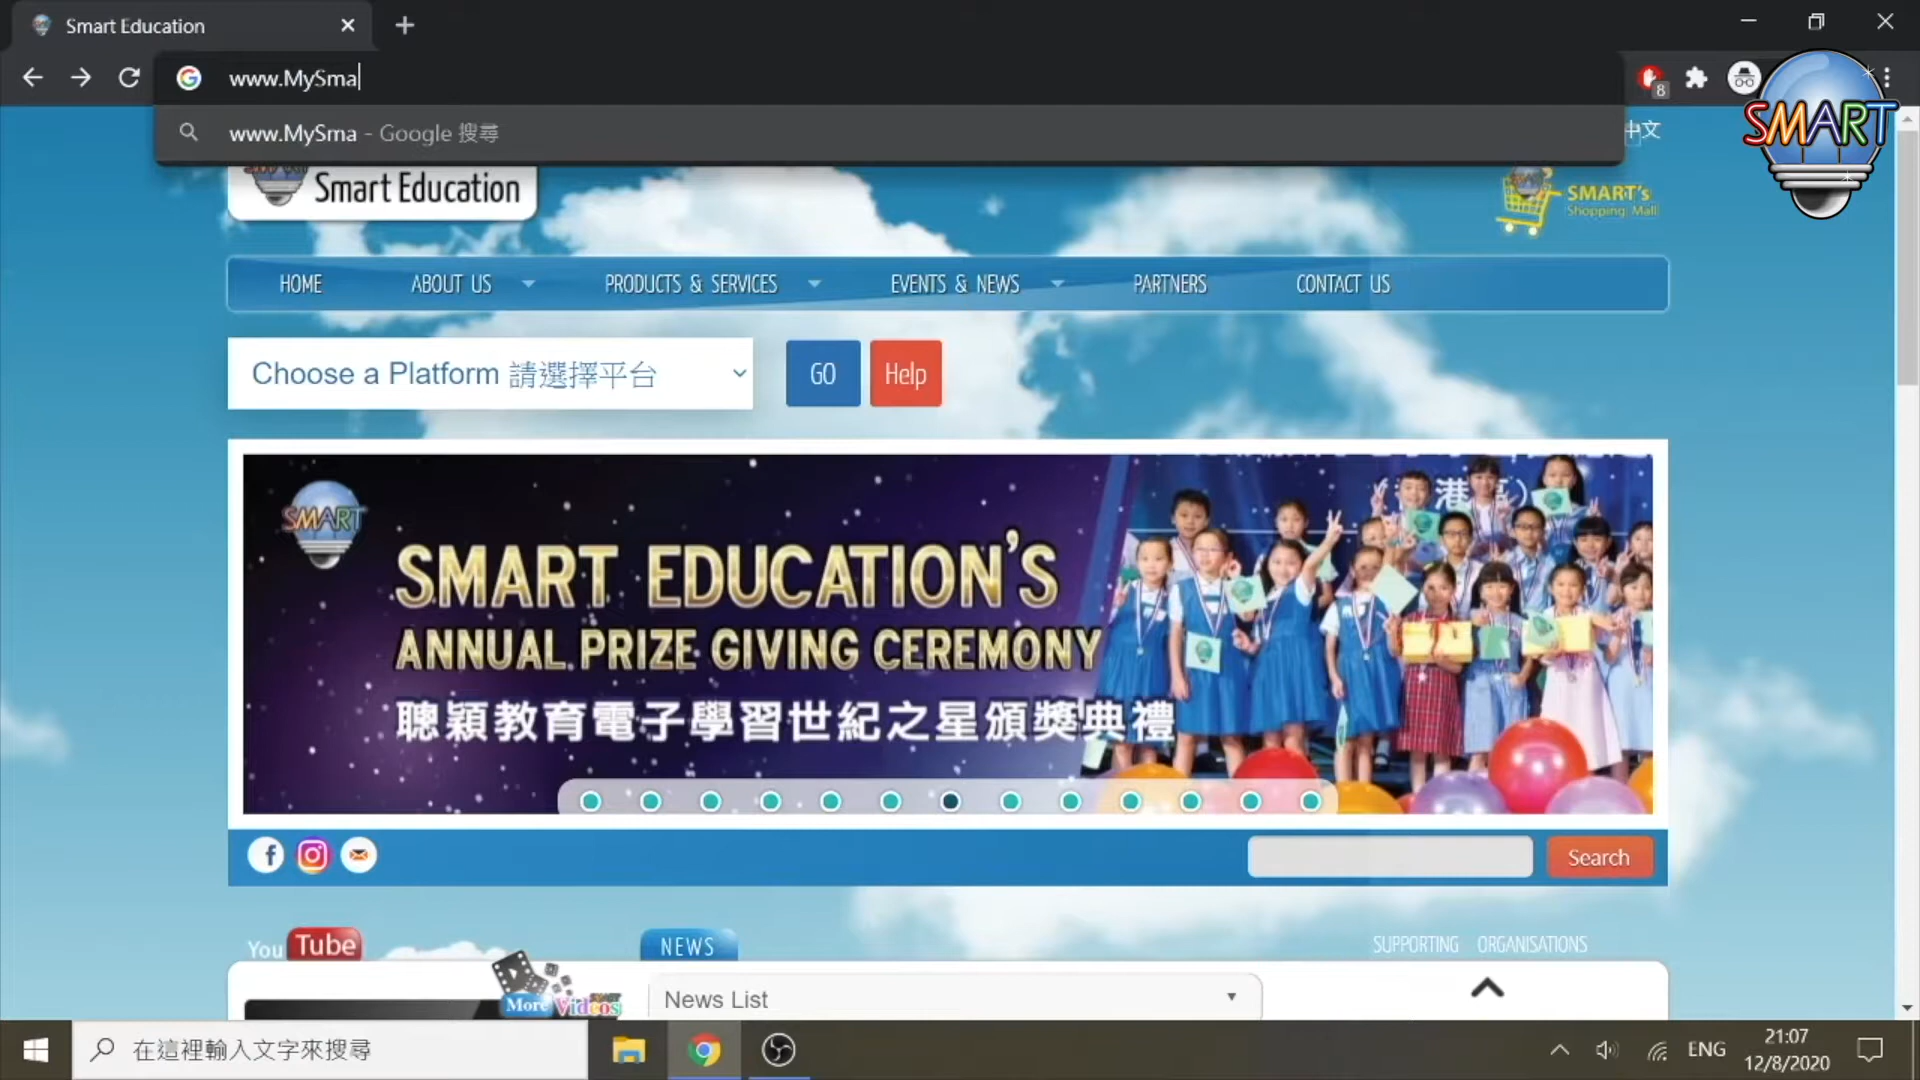 Smart Education
www.MySma
8
www.MySma - Google 搜尋
中文
SMART
Smart Education
SMART's
Shopping Mall
HOME ABOUT US PRODUCTS & SERVICES EVENTS & NEWS PARTNERS CONTACT US
Choose a Platform 請選擇平台
GO
Help
SMART
港
SMART EDUCATION'S
ANNUAL PRIZE GIVING CEREMONY
聰穎教育電子學習世紀之星頒獎典禮
Search
You Tube
NEWS
SUPPORTING ORGANISATIONS
More Videos
News List
在這裡輸入文字來搜尋
ENG
21:07
12/8/2020